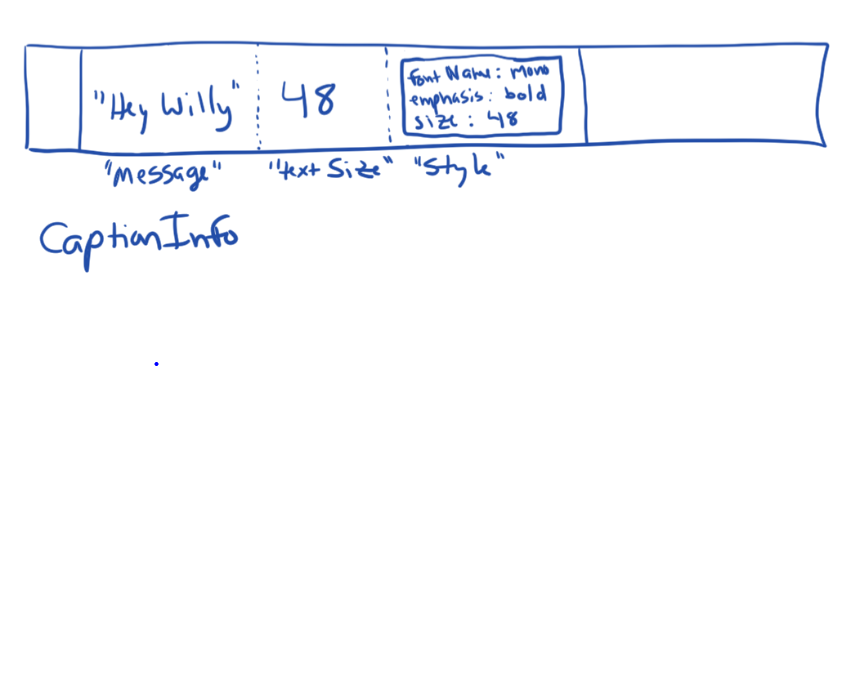 "Hey Willy" 48
font Name: Mono
emphasis: bold
size: 48
"Message" "text Size" "Style"
CaptionInfo